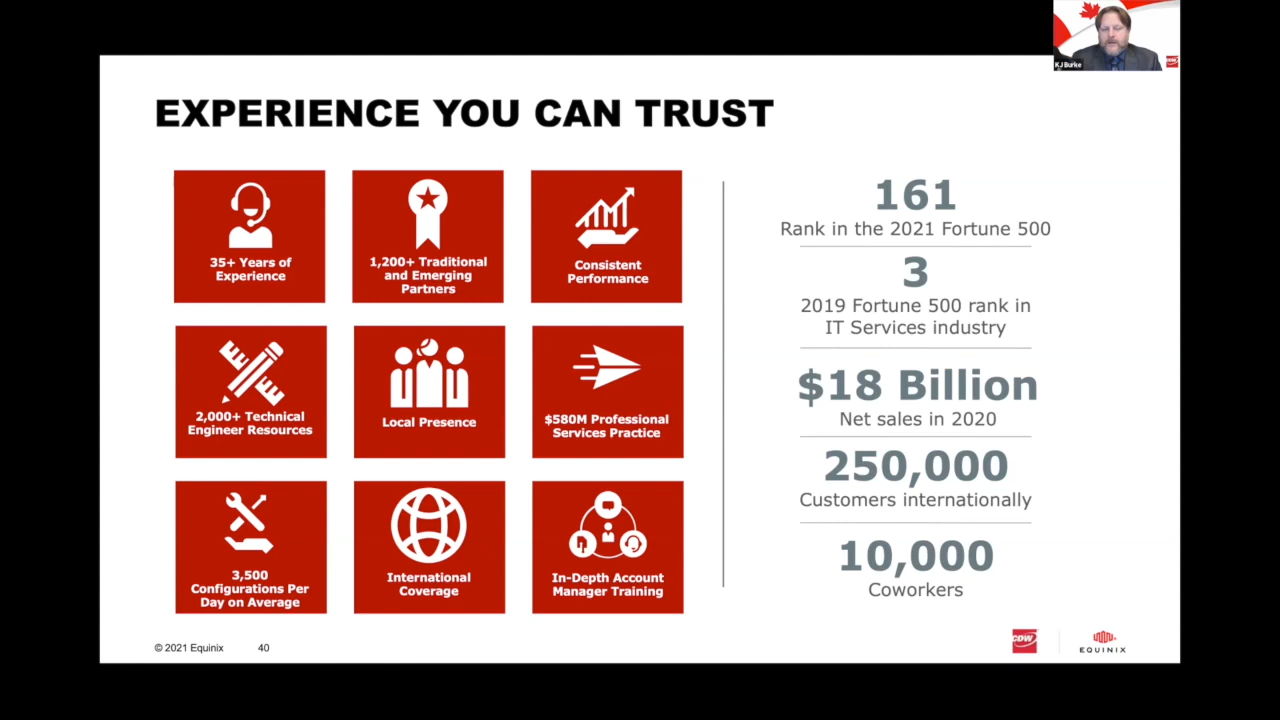 KJ Burke
EXPERIENCE YOU CAN TRUST
35+ Years of
Experience
1,200+ Traditional
and Emerging
Partners
Consistent
Performance
2,000+ Technical
Engineer Resources
Local Presence
$580M Professional
Services Practice
3,500
Configurations Per
Day on Average
International
Coverage
In-Depth Account
Manager Training
161
Rank in the 2021 Fortune 500
3
2019 Fortune 500 rank in
IT Services industry
$18 Billion
Net sales in 2020
250,000
Customers internationally
10,000
Coworkers
© 2021 Equinix
40
CDW
EQUINIX